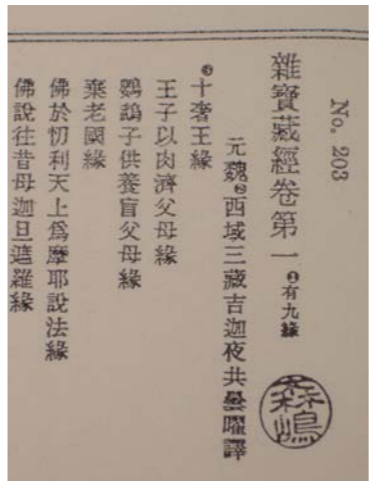 No. 203
雜寶藏經卷第一❶有九緣
元魏❷西域三藏吉迦夜共曇曜譯
❸十奢王緣
王子以肉濟父母緣
鸚鵡子供養盲父母緣
棄老國緣
佛於忉利天上爲摩耶說法緣
佛說往昔母迦旦遮羅緣